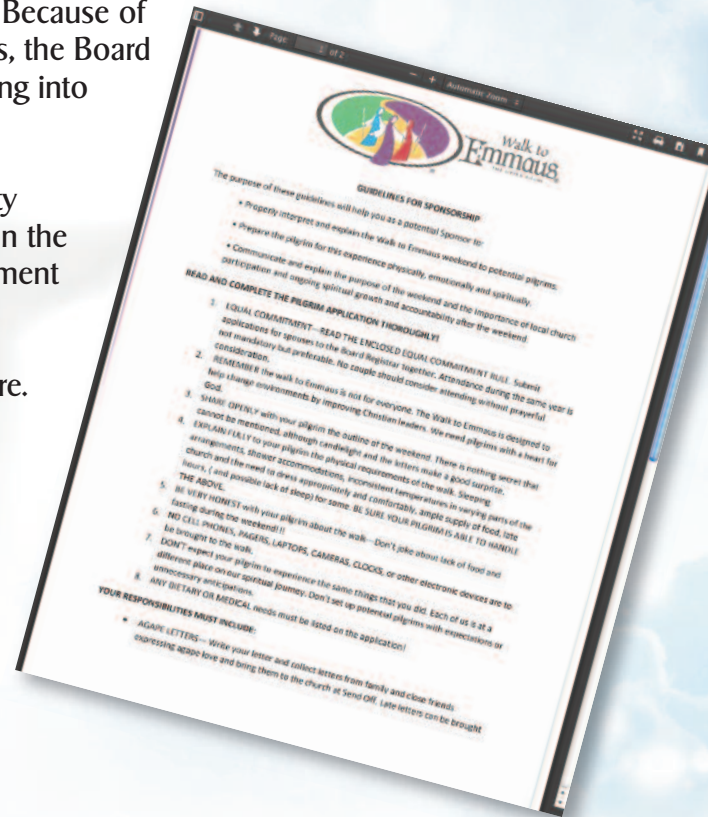 Because of
s, the Board
ng into
ty
n the
ment
re.
Page:
of 2
Automatic Zoom
Walk to
Emmaus
GUIDELINES FOR SPONSORSHIP
The purpose of these guidelines will help you as a potential Sponsor to:
• Properly interpret and explain the Walk to Emmaus weekend to potential pilgrims.
• Prepare the pilgrim for this experience physically, emotionally and spiritually.
• Communicate and explain the purpose of the weekend and the importance of local church
participation and ongoing spiritual growth and accountability after the weekend.
READ AND COMPLETE THE PILGRIM APPLICATION THOROUGHLY!
1. EQUAL COMMITMENT—READ THE ENCLOSED EQUAL COMMITMENT RULE. Submit
applications for spouses to the Board Registrar together. Attendance during the same year is
not mandatory but preferable. No couple should consider attending without prayerful
consideration.
2. REMEMBER the walk to Emmaus is not for everyone. The Walk to Emmaus is designed to
help change environments by improving Christian leaders. We need pilgrims with a heart for
God.
3. SHARE OPENLY with your pilgrim the outline of the weekend. There is nothing secret that
cannot be mentioned, although candlelight and the letters make a good surprise.
4. EXPLAIN FULLY to your pilgrim the physical requirements of the walk. Sleeping
arrangements, shower accommodations, inconsistent temperatures in varying parts of the
church and the need to dress appropriately and comfortably, ample supply of food, late
hours, ( and possible lack of sleep) for same. BE SURE YOUR PILGRIM IS ABLE TO HANDLE
THE ABOVE.
5. BE VERY HONEST with your pilgrim about the walk—Don't joke about lack of food and
fasting during the weekend!!!
6. NO CELL PHONES, PAGERS, LAPTOPS, CAMERAS, CLOCKS, or other electronic devices are to
be brought to the walk.
7. DON'T expect your pilgrim to experience the same things that you did. Each of us is at a
different place on our spiritual journey. Don't set up potential pilgrims with expectations or
unnecessary anticipations.
8. ANY DIETARY OR MEDICAL needs must be listed on the application!
YOUR RESPONSIBILITIES MUST INCLUDE:
• AGAPE LETTERS— Write your letter and collect letters from family and close friends
expressing agape love and bring them to the church at Send Off. Late letters can be brought